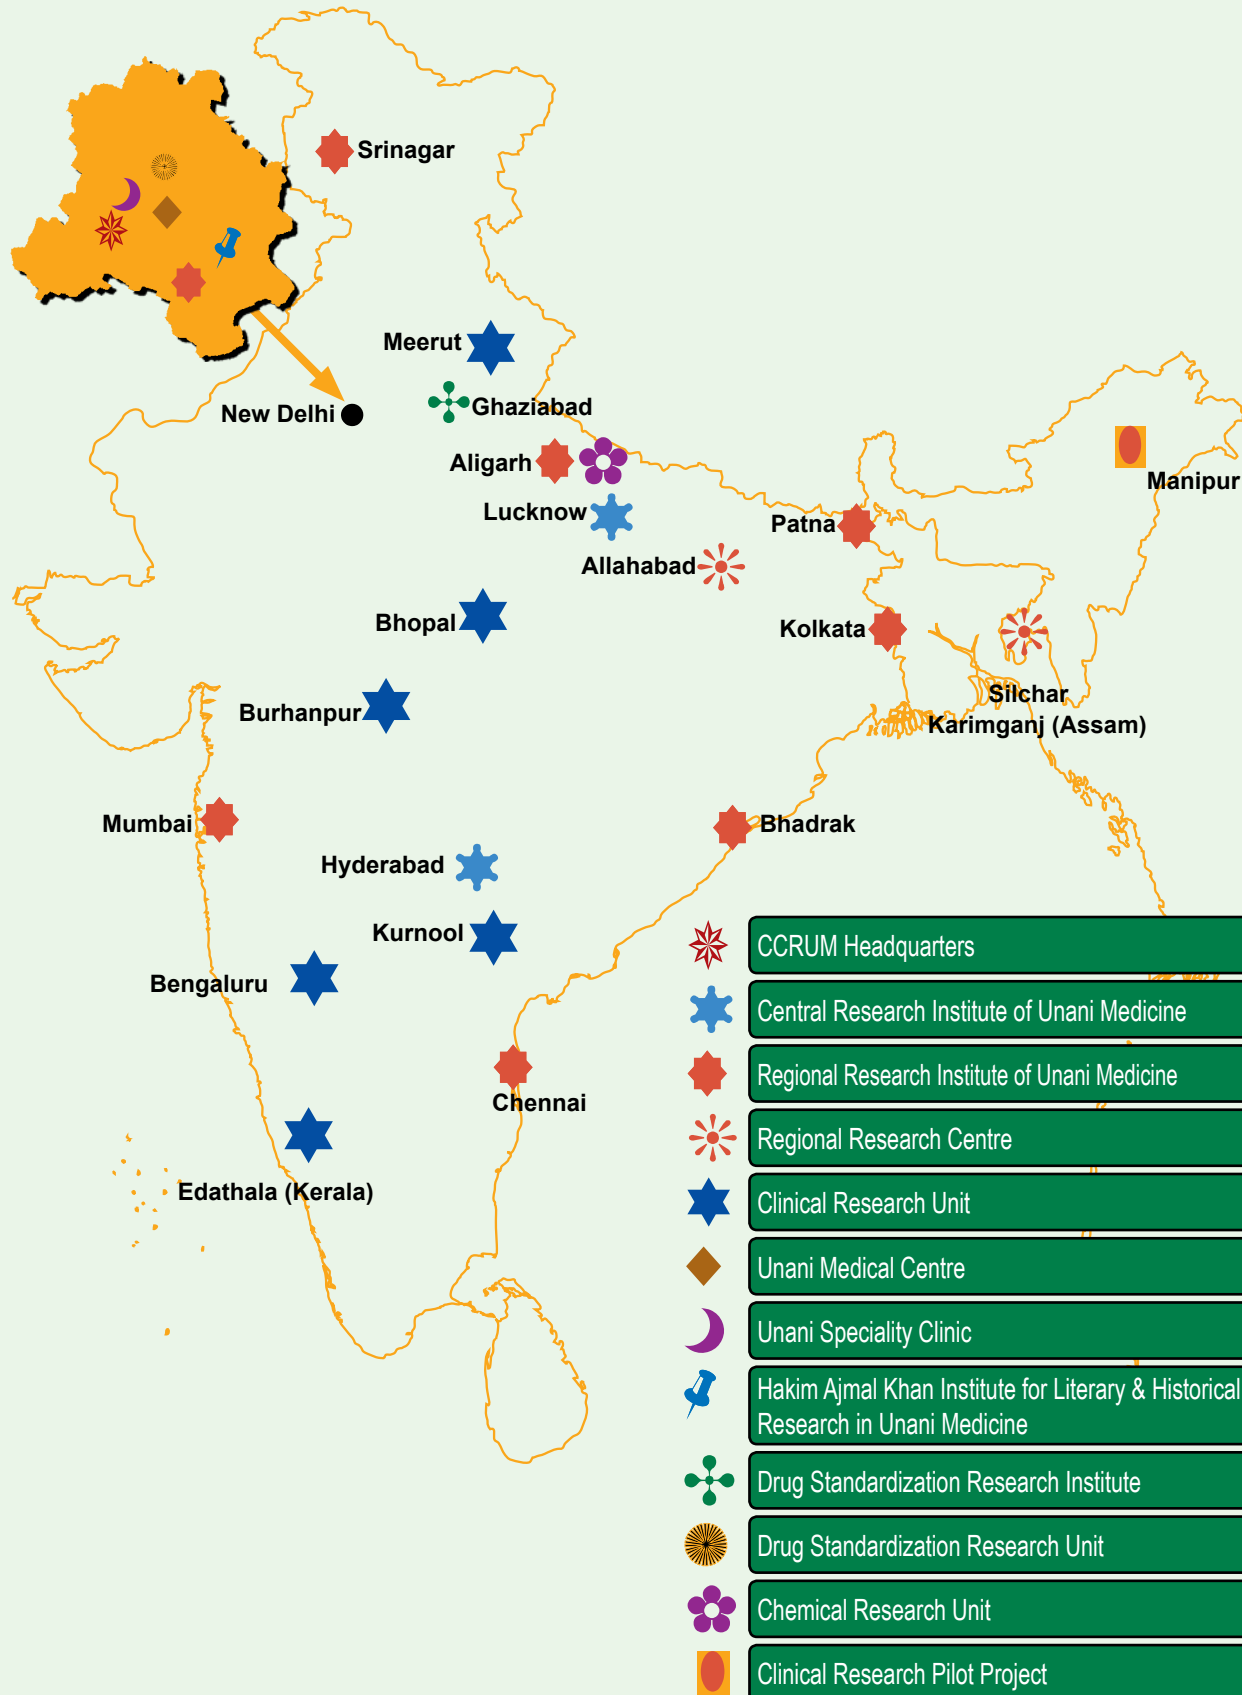 Srinagar
Meerut
Ghaziabad
New Delhi
Aligarh
Manipur
Lucknow
Patna
Allahabad
Bhopal
Kolkata
Silchar
Karimganj (Assam)
Burhanpur
Mumbai
Bhadrak
Hyderabad
Kurnool
Bengaluru
Chennai
Edathala (Kerala)
CCRUM Headquarters
Central Research Institute of Unani Medicine
Regional Research Institute of Unani Medicine
Regional Research Centre
Clinical Research Unit
Unani Medical Centre
Unani Speciality Clinic
Hakim Ajmal Khan Institute for Literary & Historical
Research in Unani Medicine
Drug Standardization Research Institute
Drug Standardization Research Unit
Chemical Research Unit
Clinical Research Pilot Project